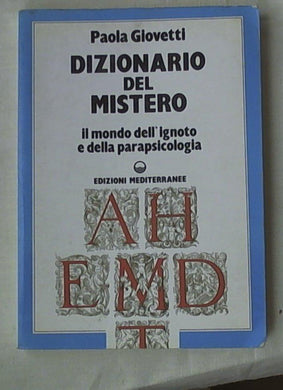 Paola Giovetti
DIZIONARIO
DEL
MISTERO
il mondo dell'ignoto
e della parapsicologia
EDIZIONI MEDITERRANEE
A H
E M D
T